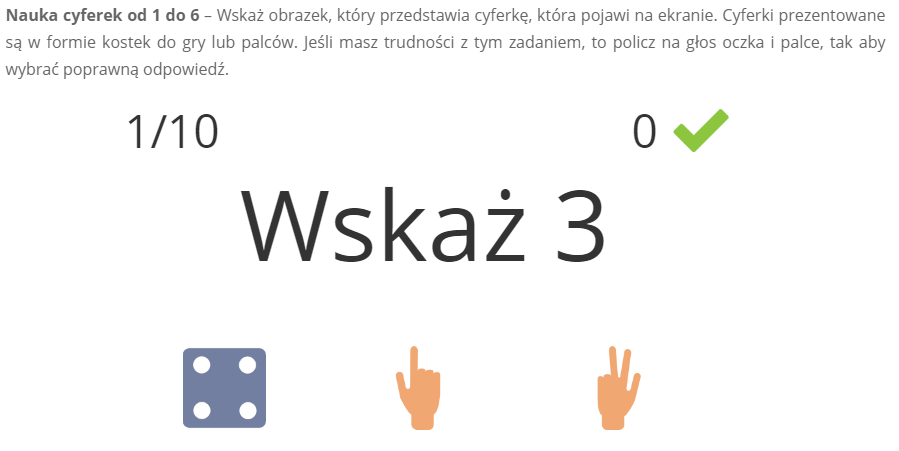 Nauka cyferek od 1 do 6 – Wskaż obrazek, który przedstawia cyferkę, która pojawi na ekranie. Cyferki prezentowane
są w formie kostek do gry lub palców. Jeśli masz trudności z tym zadaniem, to policz na głos oczka i palce, tak aby
wybrać poprawną odpowiedź.
1/10 0
Wskaż 3